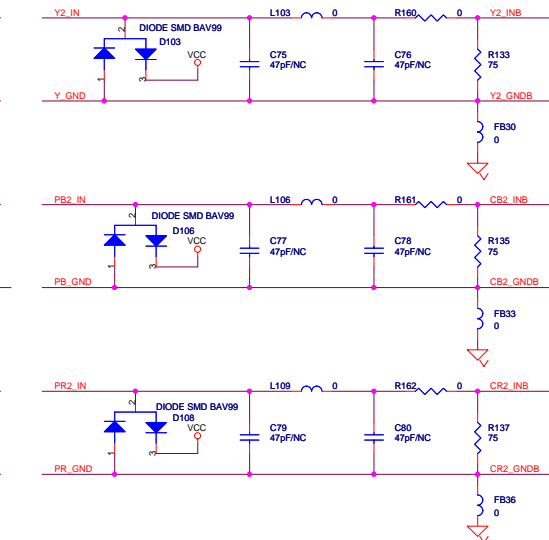 Y2_IN L103 0 R160 0 Y2_INB
DIODE SMD BAV99
2 D103
VCC
C75
47pF/NC
C76
47pF/NC
R133
75
1 3
Y_GND Y2_GNDB
FB30
0
PB2_IN L106 0 R161 0 CB2_INB
2 DIODE SMD BAV99
D106
VCC
C77
47pF/NC
C78
47pF/NC
R135
75
1 3
PB_GND CB2_GNDB
FB33
0
PR2_IN L109 0 R162 0 CR2_INB
2 DIODE SMD BAV99
D108
VCC
C79
47pF/NC
C80
47pF/NC
R137
75
1 3
PR_GND CR2_GNDB
FB36
0